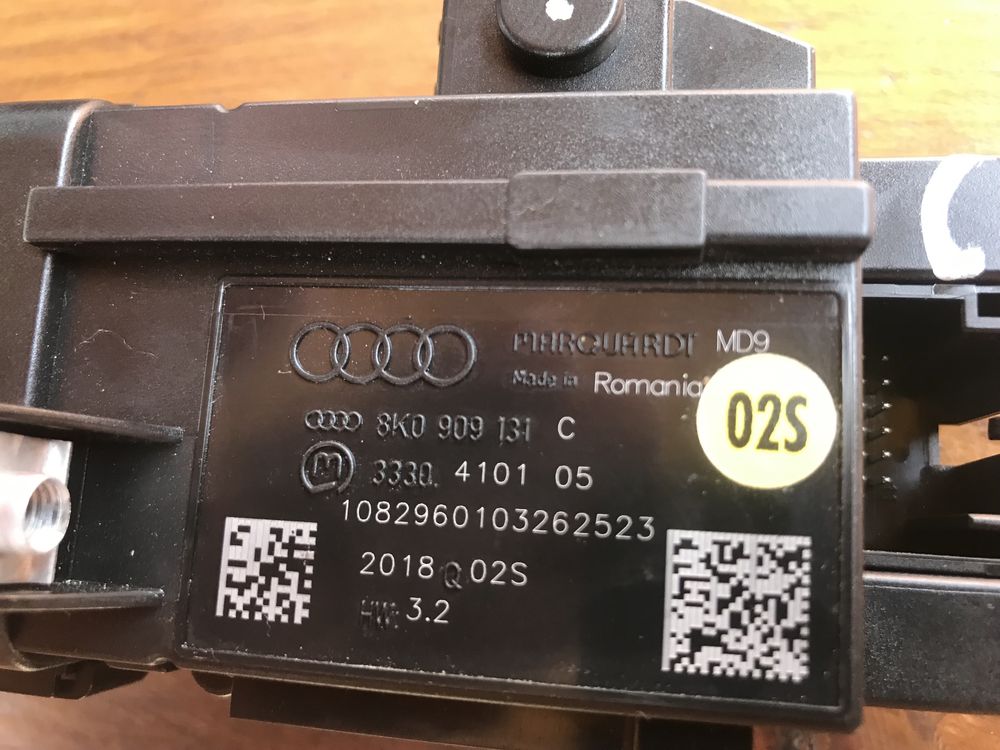 MARQUARDT MD9
Made in Romania
02S
8K0 909 131 C
M 3330. 4101 05
1082960103262523
2018 Q 02S
HW: 3.2